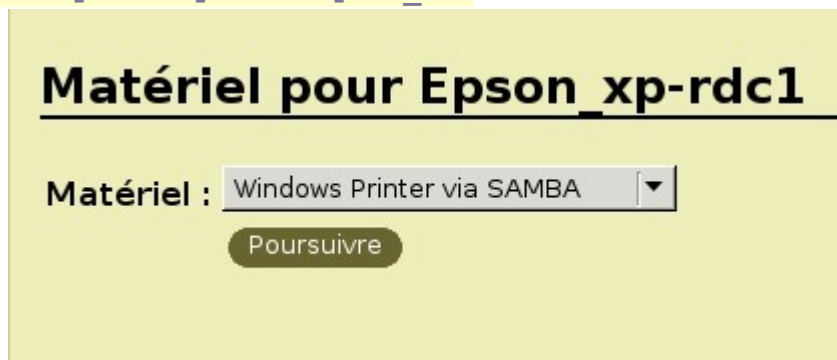 Matériel pour Epson_xp-rdc1
Matériel : Windows Printer via SAMBA
Poursuivre